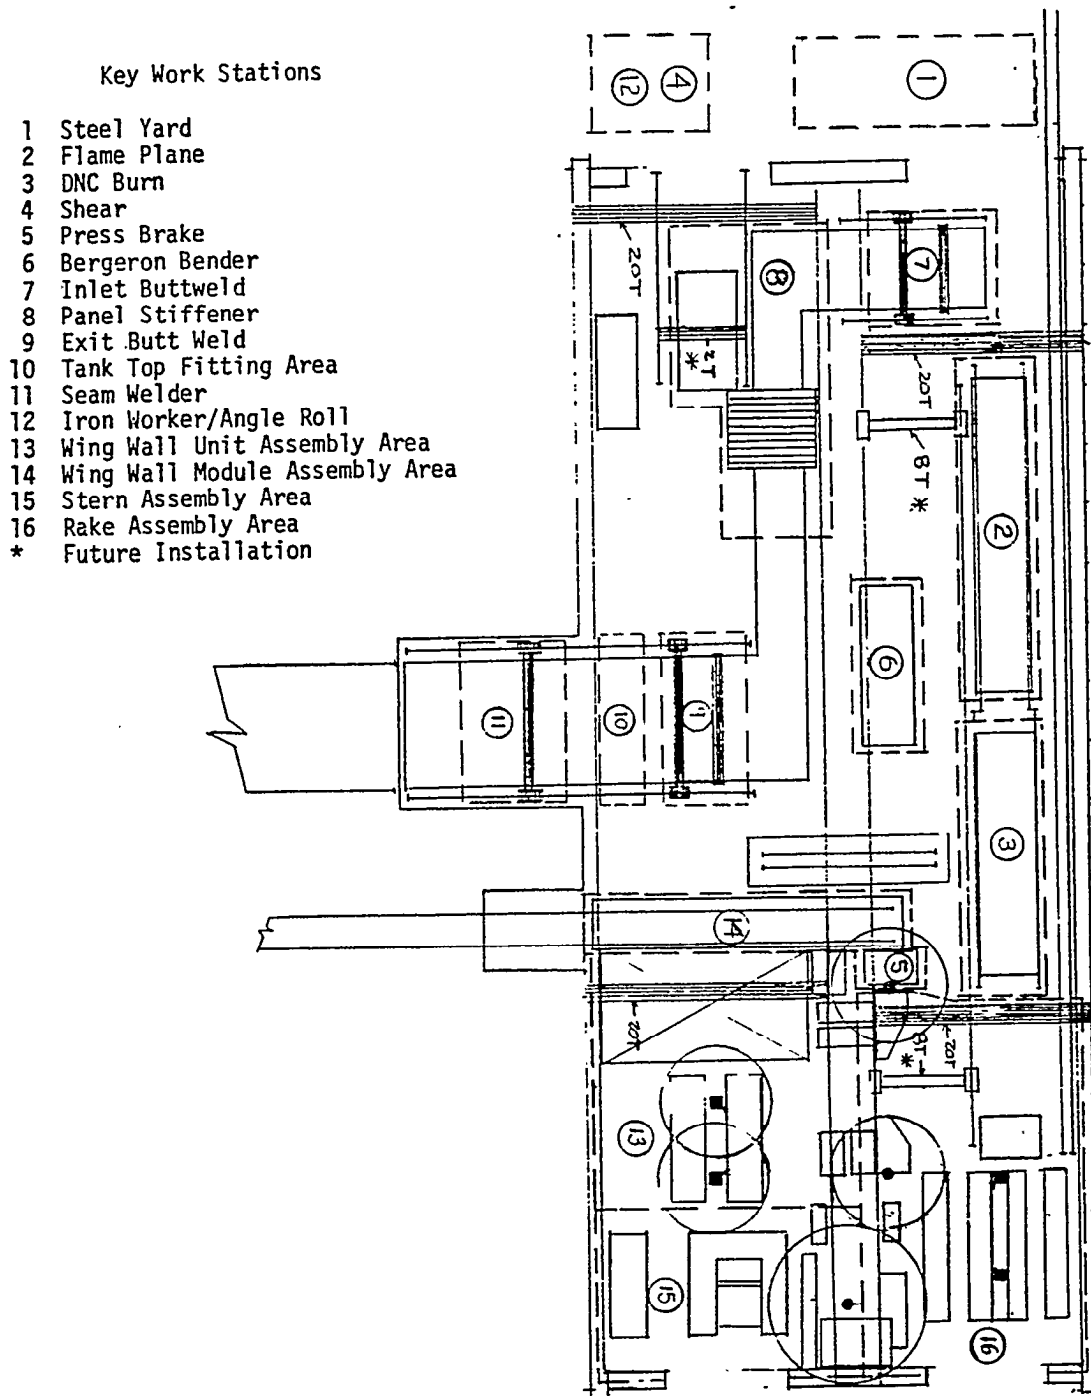 Key Work Stations
1 Steel Yard
2 Flame Plane
3 DNC Burn
4 Shear
5 Press Brake
6 Bergeron Bender
7 Inlet Buttweld
8 Panel Stiffener
9 Exit Butt Weld
10 Tank Top Fitting Area
11 Seam Welder
12 Iron Worker/Angle Roll
13 Wing Wall Unit Assembly Area
14 Wing Wall Module Assembly Area
15 Stern Assembly Area
16 Rake Assembly Area
* Future Installation
12
4
1
20T
8
7
2T
*
20T
8T *
2
6
11
10
1
3
14
5
20T
20T
8T
*
13
15
16